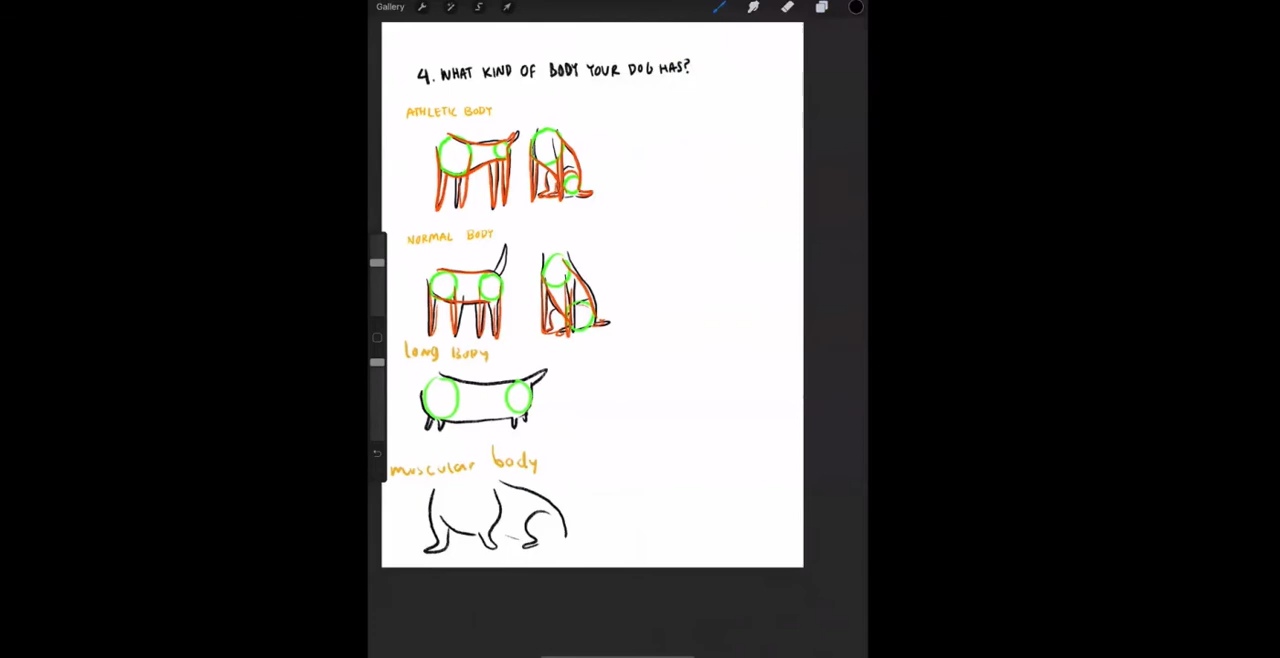 Gallery
4. WHAT KIND OF BODY YOUR DOG HAS?
ATHLETIC BODY
NORMAL BODY
long BODY
muscular body